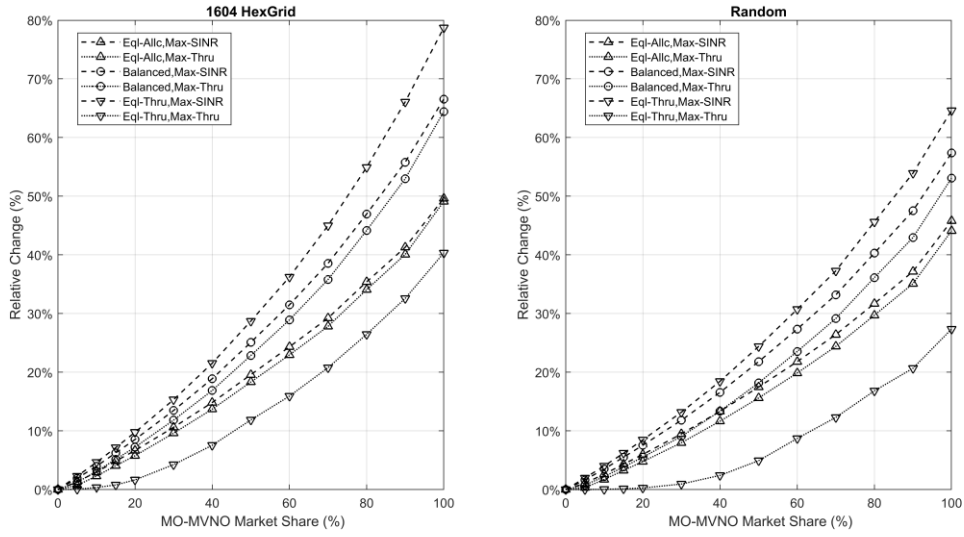 1604 HexGrid
Eql-Allc,Max-SINR
Eql-Allc,Max-Thru
Balanced,Max-SINR
Balanced,Max-Thru
Eql-Thru,Max-SINR
Eql-Thru,Max-Thru
80%
70%
60%
50%
40%
30%
20%
10%
0%
Relative Change (%)
0 20 40 60 80 100
MO-MVNO Market Share (%)
Random
Eql-Allc,Max-SINR
Eql-Allc,Max-Thru
Balanced,Max-SINR
Balanced,Max-Thru
Eql-Thru,Max-SINR
Eql-Thru,Max-Thru
80%
70%
60%
50%
40%
30%
20%
10%
0%
Relative Change (%)
0 20 40 60 80 100
MO-MVNO Market Share (%)